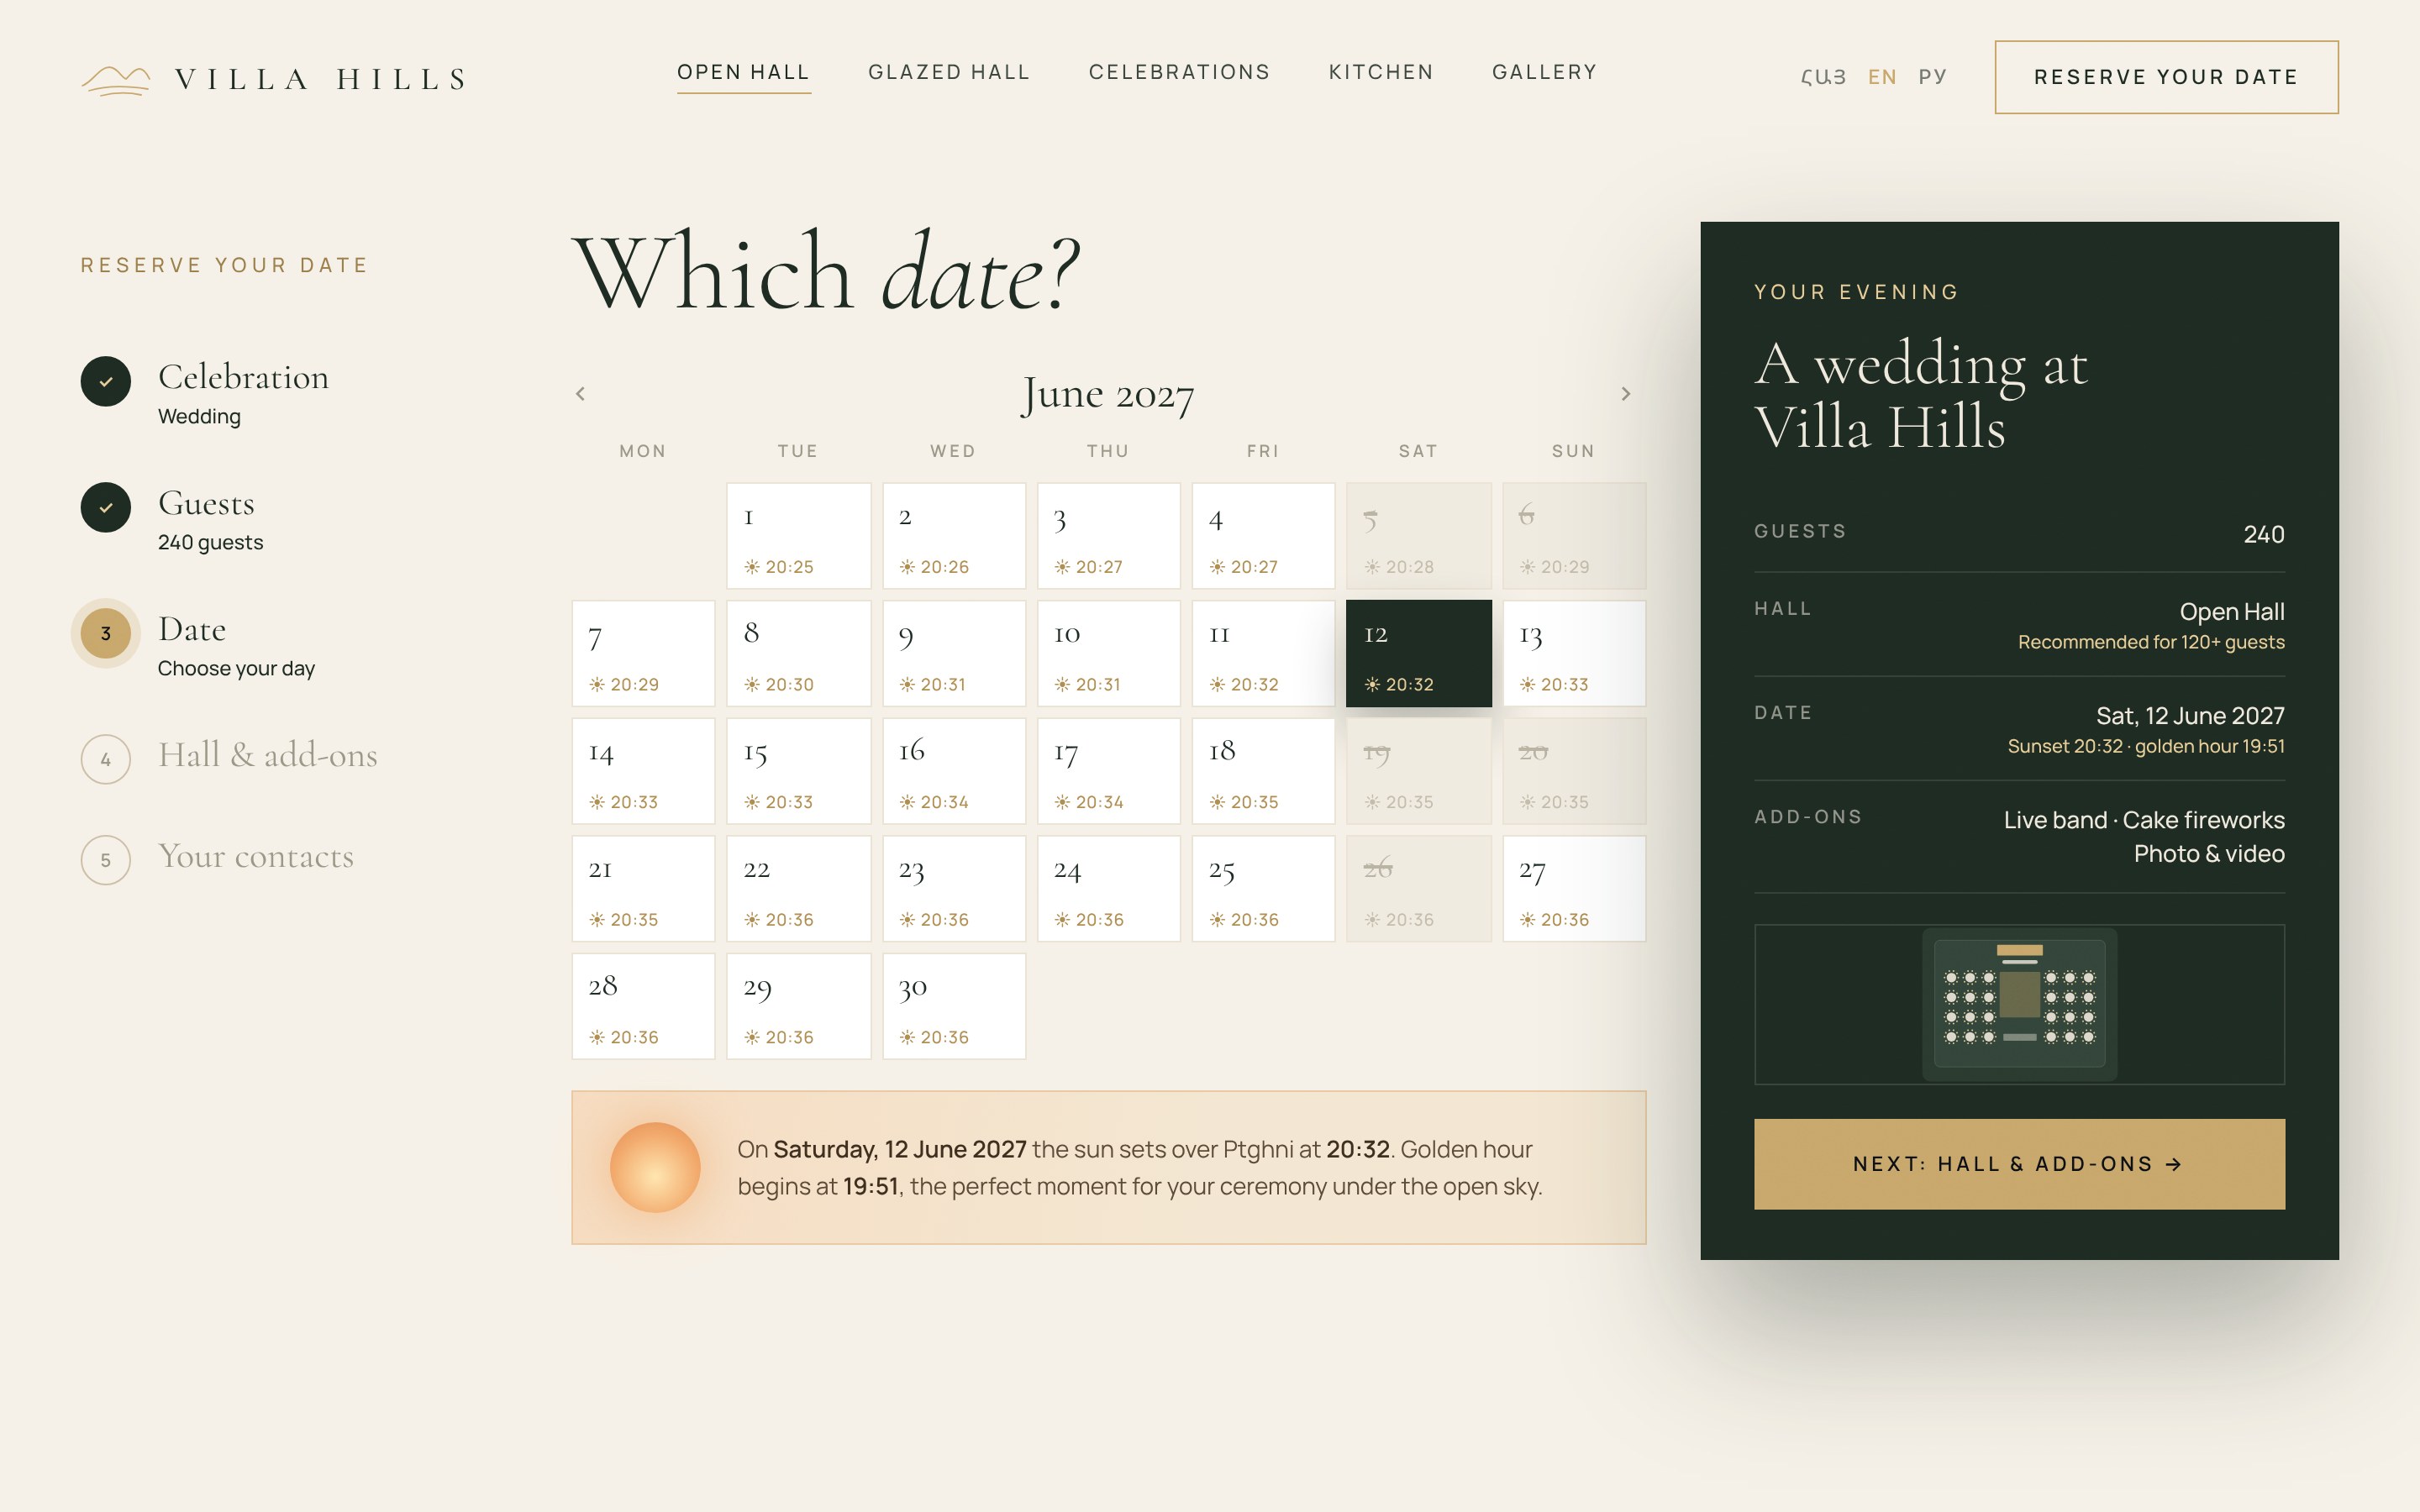 VILLA HILLS
OPEN HALL
GLAZED HALL
CELEBRATIONS
KITCHEN
GALLERY
ՀԱՅ EN РУ
RESERVE YOUR DATE
RESERVE YOUR DATE
Celebration
Wedding
Guests
240 guests
3
Date
Choose your day
4
Hall & add-ons
5
Your contacts
Which date?
June 2027
MON TUE WED THU FRI SAT SUN
1 2 3 4 5 6
20:25 20:26 20:27 20:27 20:28 20:29
7 8 9 10 11 12 13
20:29 20:30 20:31 20:31 20:32 20:32 20:33
14 15 16 17 18 19 20
20:33 20:33 20:34 20:34 20:35 20:35 20:35
21 22 23 24 25 26 27
20:35 20:36 20:36 20:36 20:36 20:36 20:36
28 29 30
20:36 20:36 20:36
On Saturday, 12 June 2027 the sun sets over Ptghni at 20:32. Golden hour
begins at 19:51, the perfect moment for your ceremony under the open sky.
YOUR EVENING
A wedding at
Villa Hills
GUESTS 240
HALL Open Hall
Recommended for 120+ guests
DATE Sat, 12 June 2027
Sunset 20:32 · golden hour 19:51
ADD-ONS Live band · Cake fireworks
Photo & video
NEXT: HALL & ADD-ONS →